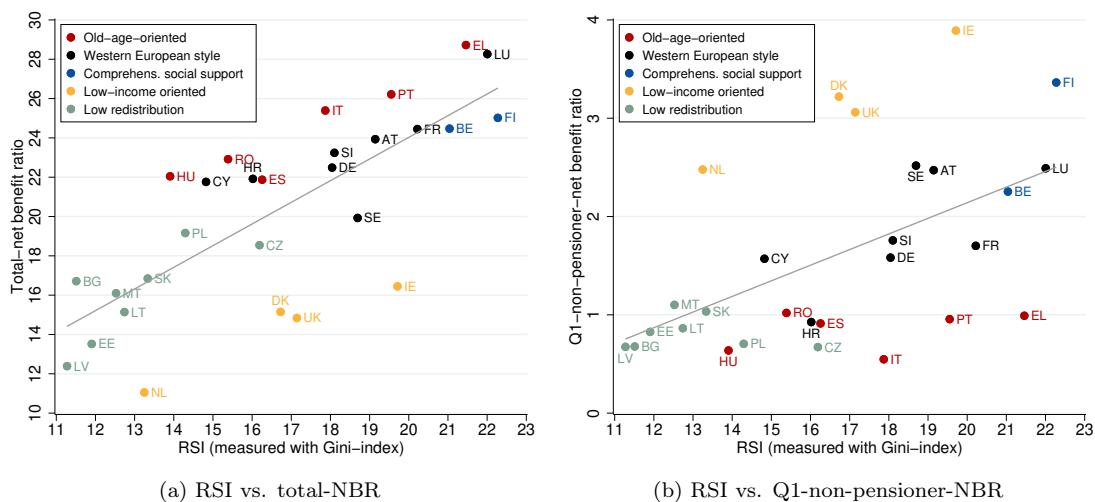 30
28
26
24
22
20
18
16
14
12
10
Total−net benefit ratio
Old−age−oriented
Western European style
Comprehens. social support
Low−income oriented
Low redistribution
EL
LU
PT
IT
FI
BE
FR
AT
SI
DE
RO
HR
HU
CY
ES
SE
PL
CZ
BG
SK
MT
IE
LT
DK
UK
EE
LV
NL
11 12 13 14 15 16 17 18 19 20 21 22 23
RSI (measured with Gini−index)
(a) RSI vs. total-NBR
4
3
2
1
0
Q1−non−pensioner−net benefit ratio
Old−age−oriented
Western European style
Comprehens. social support
Low−income oriented
Low redistribution
IE
FI
DK
UK
NL
SE
AT
LU
BE
SI
FR
CY
DE
MT
SK
RO
PT
EL
ES
HR
EE
LT
LV
BG
PL
HU
CZ
IT
11 12 13 14 15 16 17 18 19 20 21 22 23
RSI (measured with Gini−index)
(b) RSI vs. Q1-non-pensioner-NBR